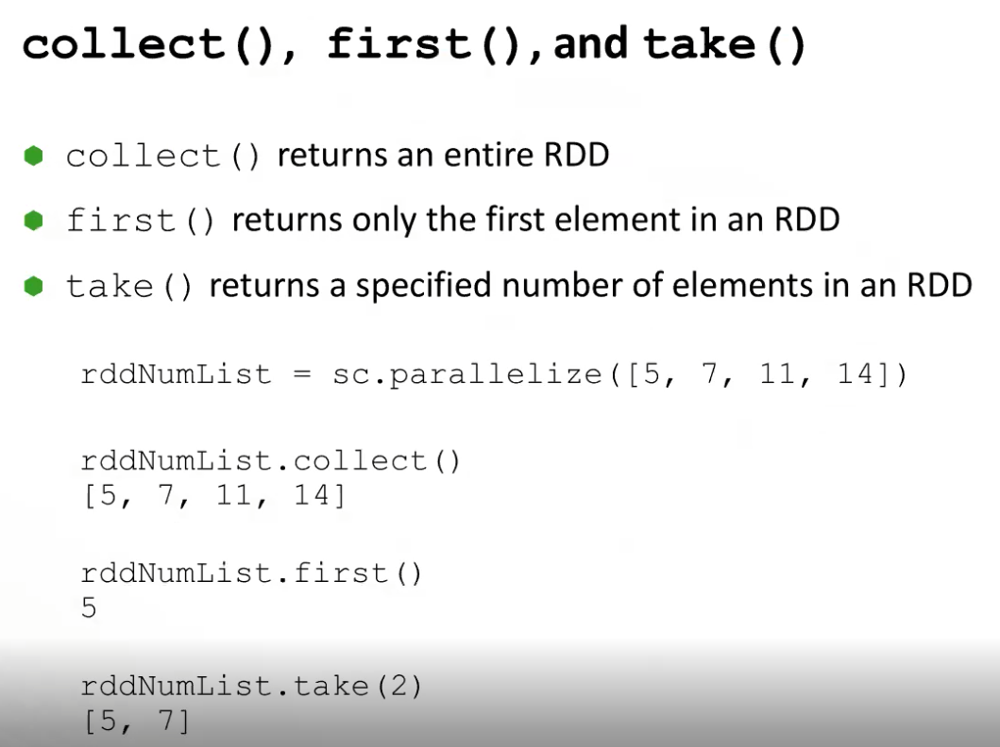 collect(), first(), and take()
collect() returns an entire RDD
first() returns only the first element in an RDD
take() returns a specified number of elements in an RDD
rddNumList = sc.parallelize([5, 7, 11, 14])
rddNumList.collect()
[5, 7, 11, 14]
rddNumList.first()
5
rddNumList.take(2)
[5, 7]